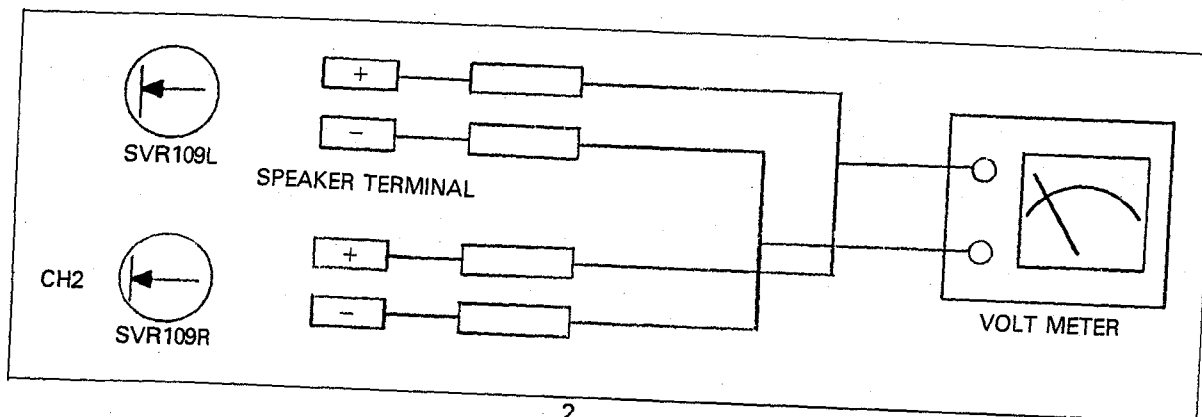 +
SVR109L
−
SPEAKER TERMINAL
+
CH2
SVR109R
−
VOLT METER
2